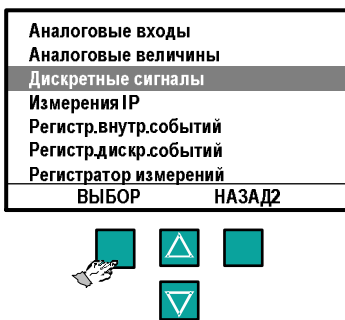 Аналоговые входы
Аналоговые величины
Дискретные сигналы
Измерения IP
Регистр.внутр.событий
Регистр.дискр.событий
Регистратор измерений
ВЫБОР НАЗАД2